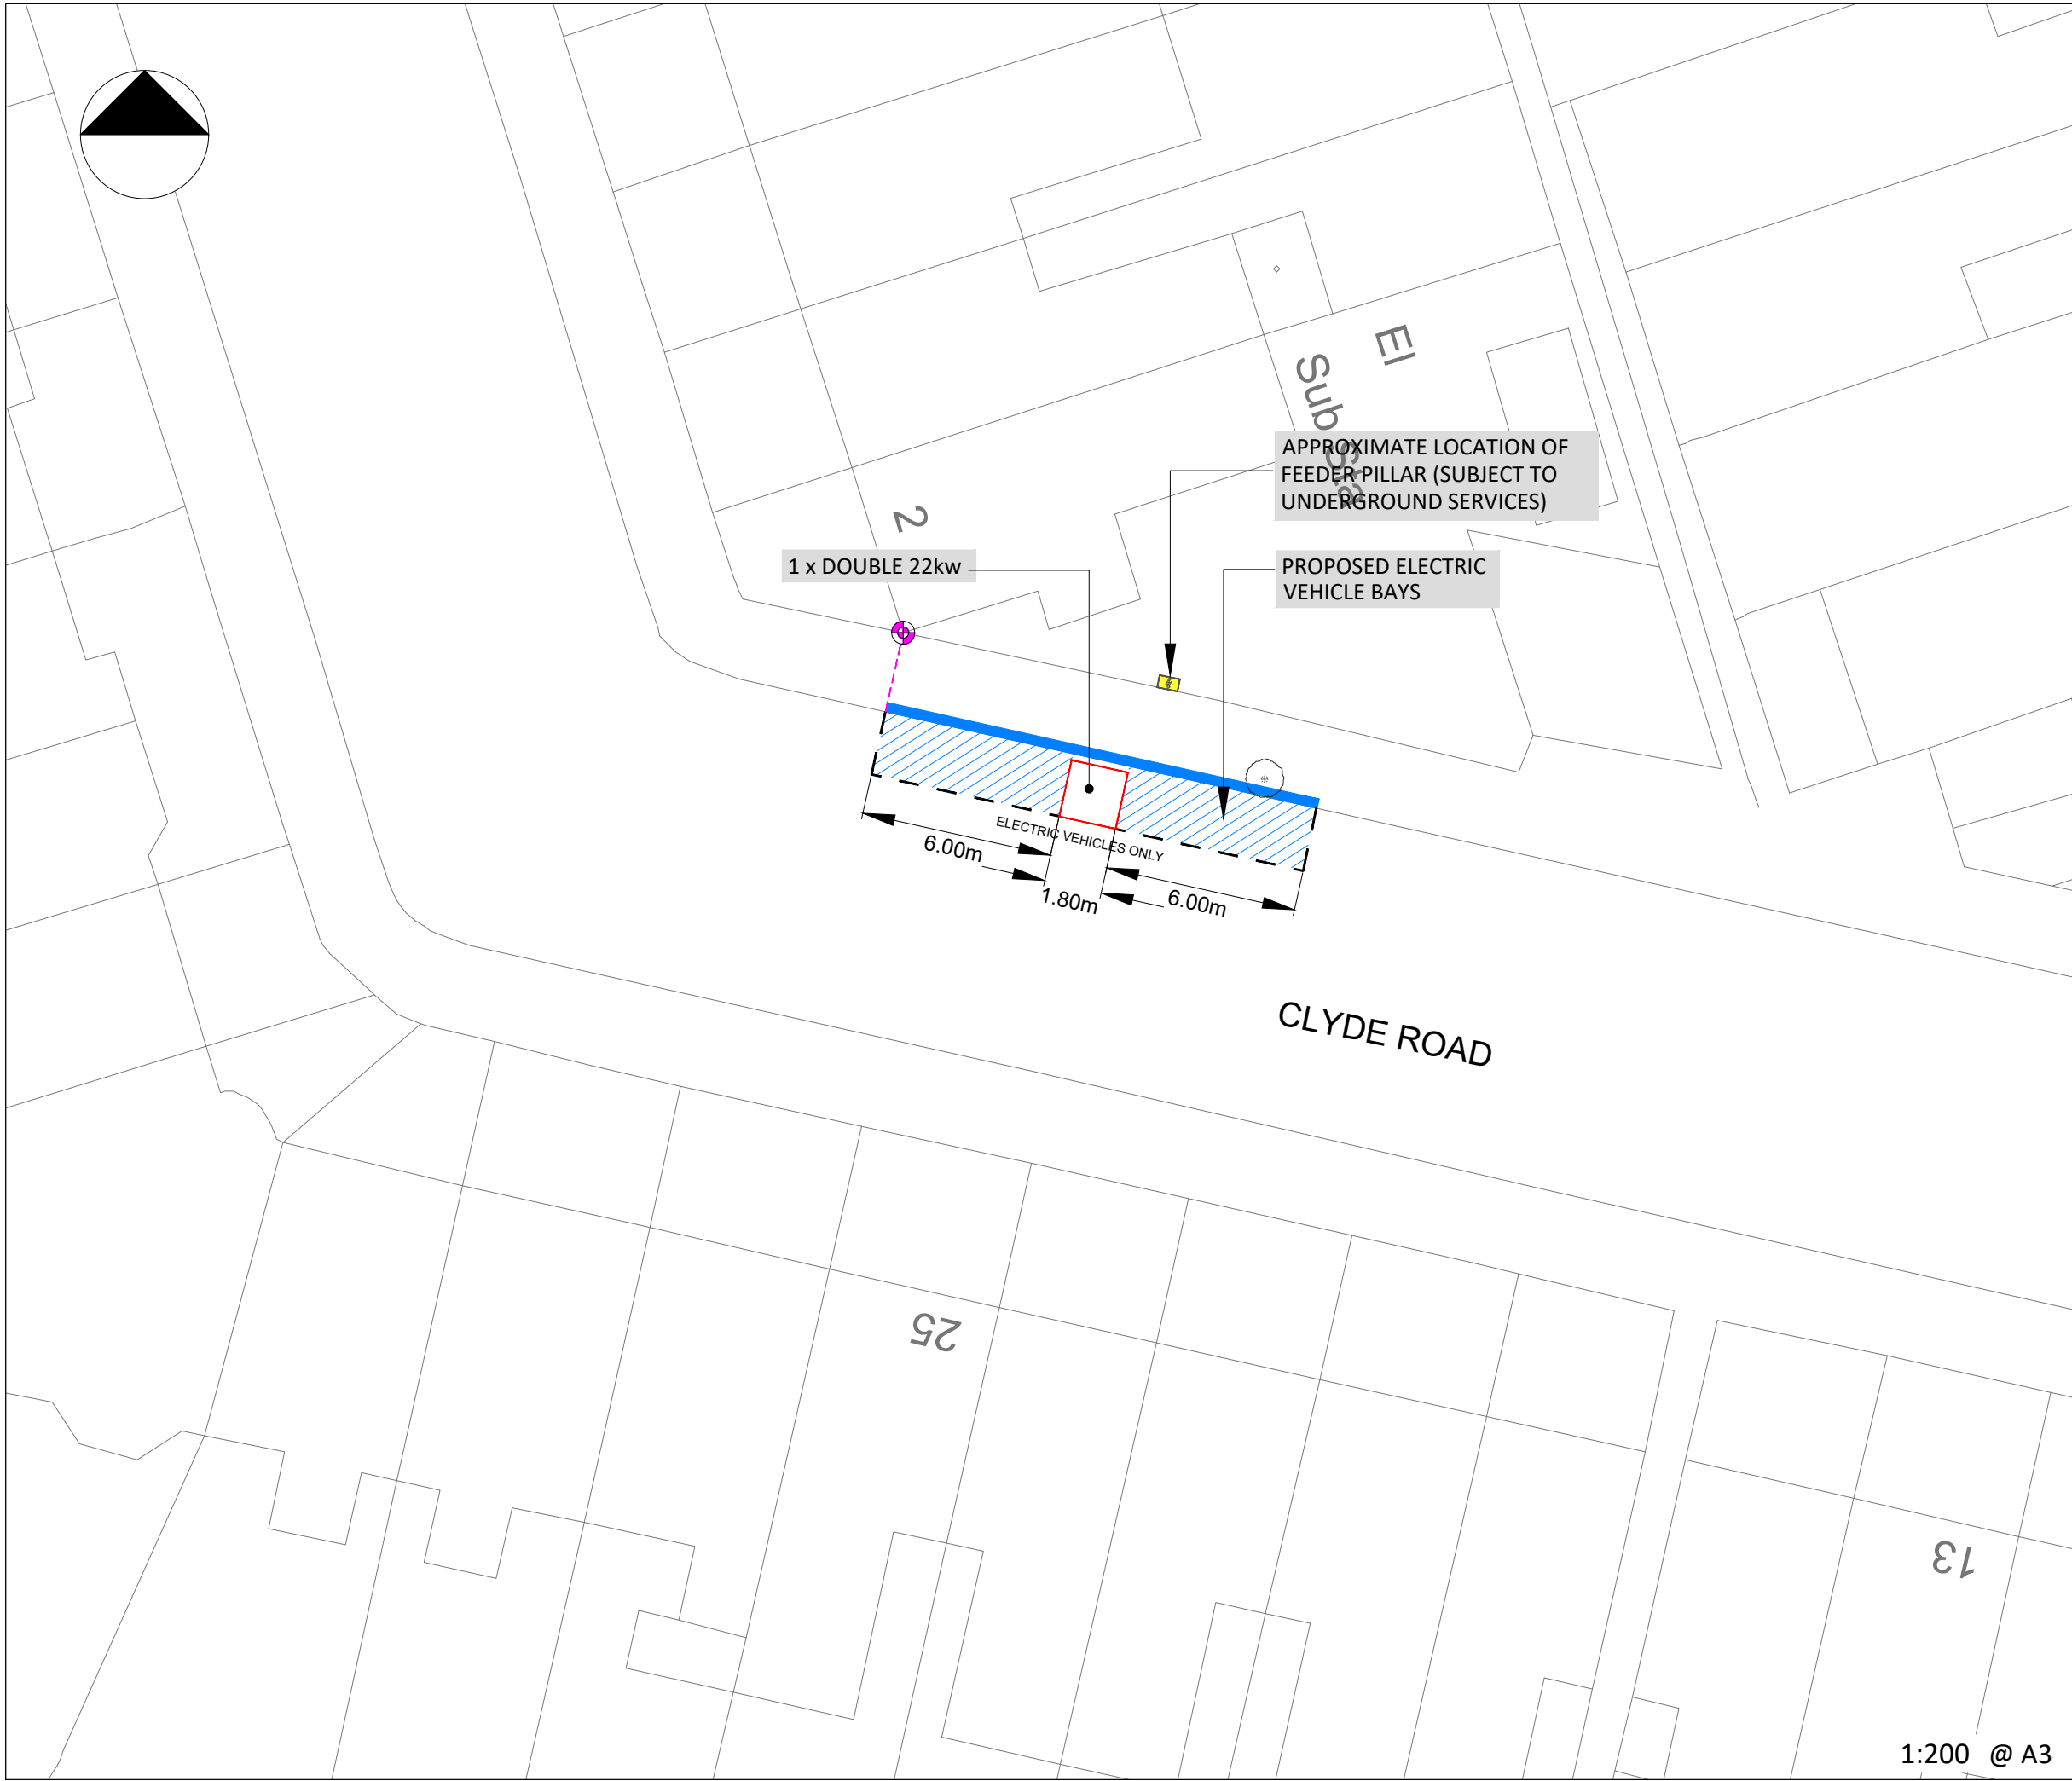 El
Sub Sta
APPROXIMATE LOCATION OF
FEEDER PILLAR (SUBJECT TO
UNDERGROUND SERVICES)
2
1 x DOUBLE 22kw
PROPOSED ELECTRIC
VEHICLE BAYS
ELECTRIC VEHICLES ONLY
6.00m
1.80m
6.00m
CLYDE ROAD
25
13
1:200 @ A3